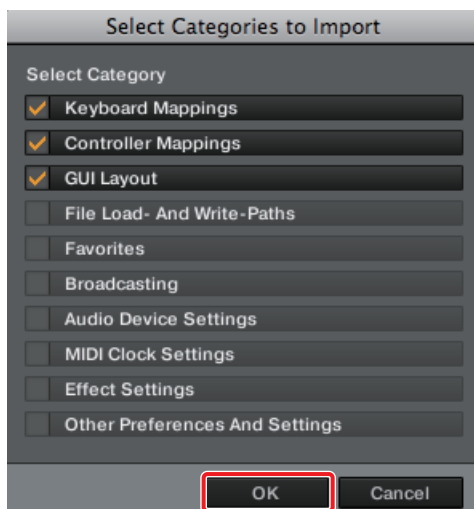 Select Categories to Import
Select Category
Keyboard Mappings
Controller Mappings
GUI Layout
File Load- And Write-Paths
Favorites
Broadcasting
Audio Device Settings
MIDI Clock Settings
Effect Settings
Other Preferences And Settings
OK Cancel